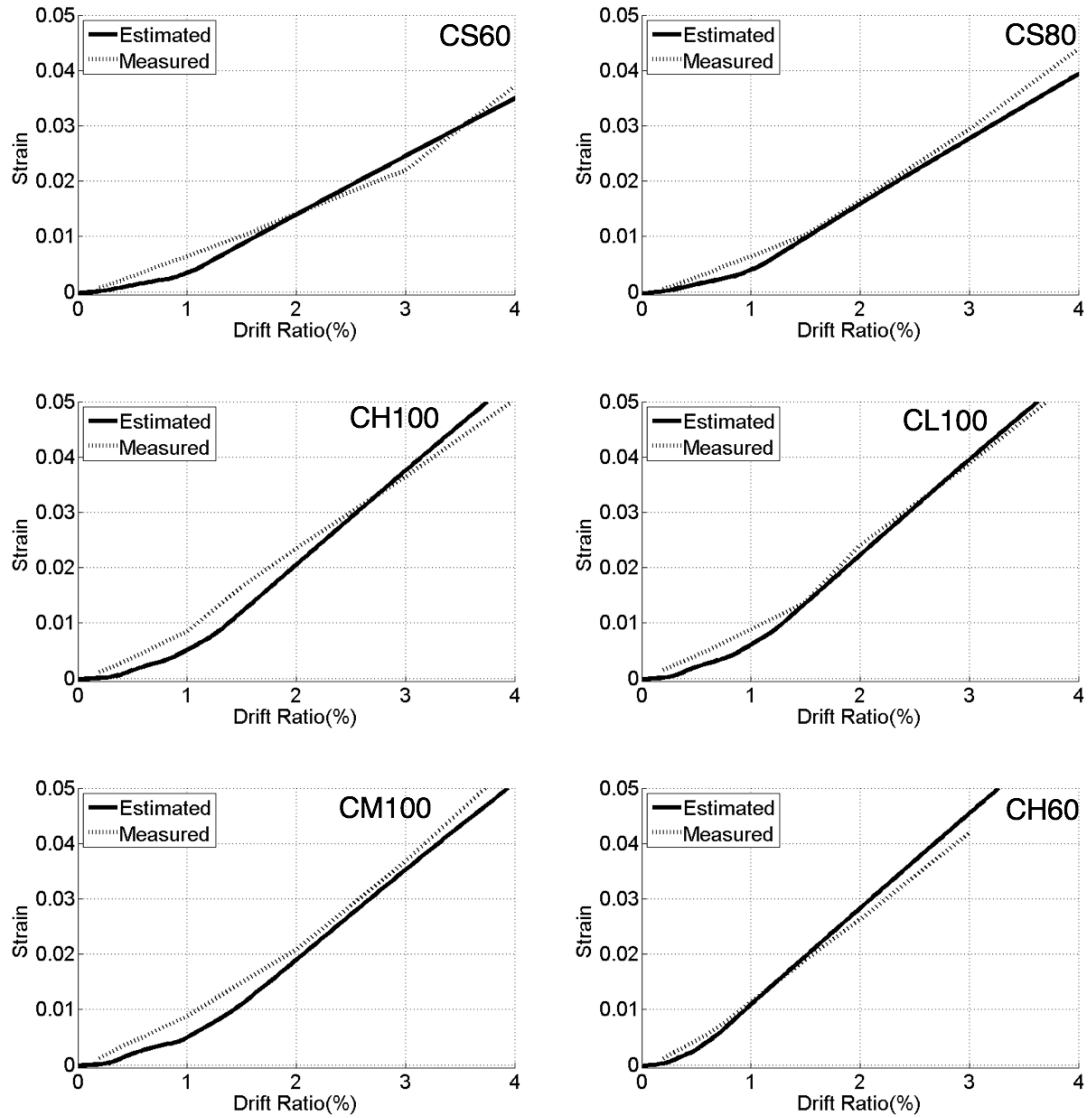 0.05
Estimated
Measured
CS60
0.04
0.03
Strain
0.02
0.01
0
0 1 2 3 4
Drift Ratio(%)
0.05
Estimated
Measured
CS80
0.04
0.03
Strain
0.02
0.01
0
0 1 2 3 4
Drift Ratio(%)
0.05
Estimated
Measured
CH100
0.04
0.03
Strain
0.02
0.01
0
0 1 2 3 4
Drift Ratio(%)
0.05
Estimated
Measured
CL100
0.04
0.03
Strain
0.02
0.01
0
0 1 2 3 4
Drift Ratio(%)
0.05
Estimated
Measured
CM100
0.04
0.03
Strain
0.02
0.01
0
0 1 2 3 4
Drift Ratio(%)
0.05
Estimated
Measured
CH60
0.04
0.03
Strain
0.02
0.01
0
0 1 2 3 4
Drift Ratio(%)